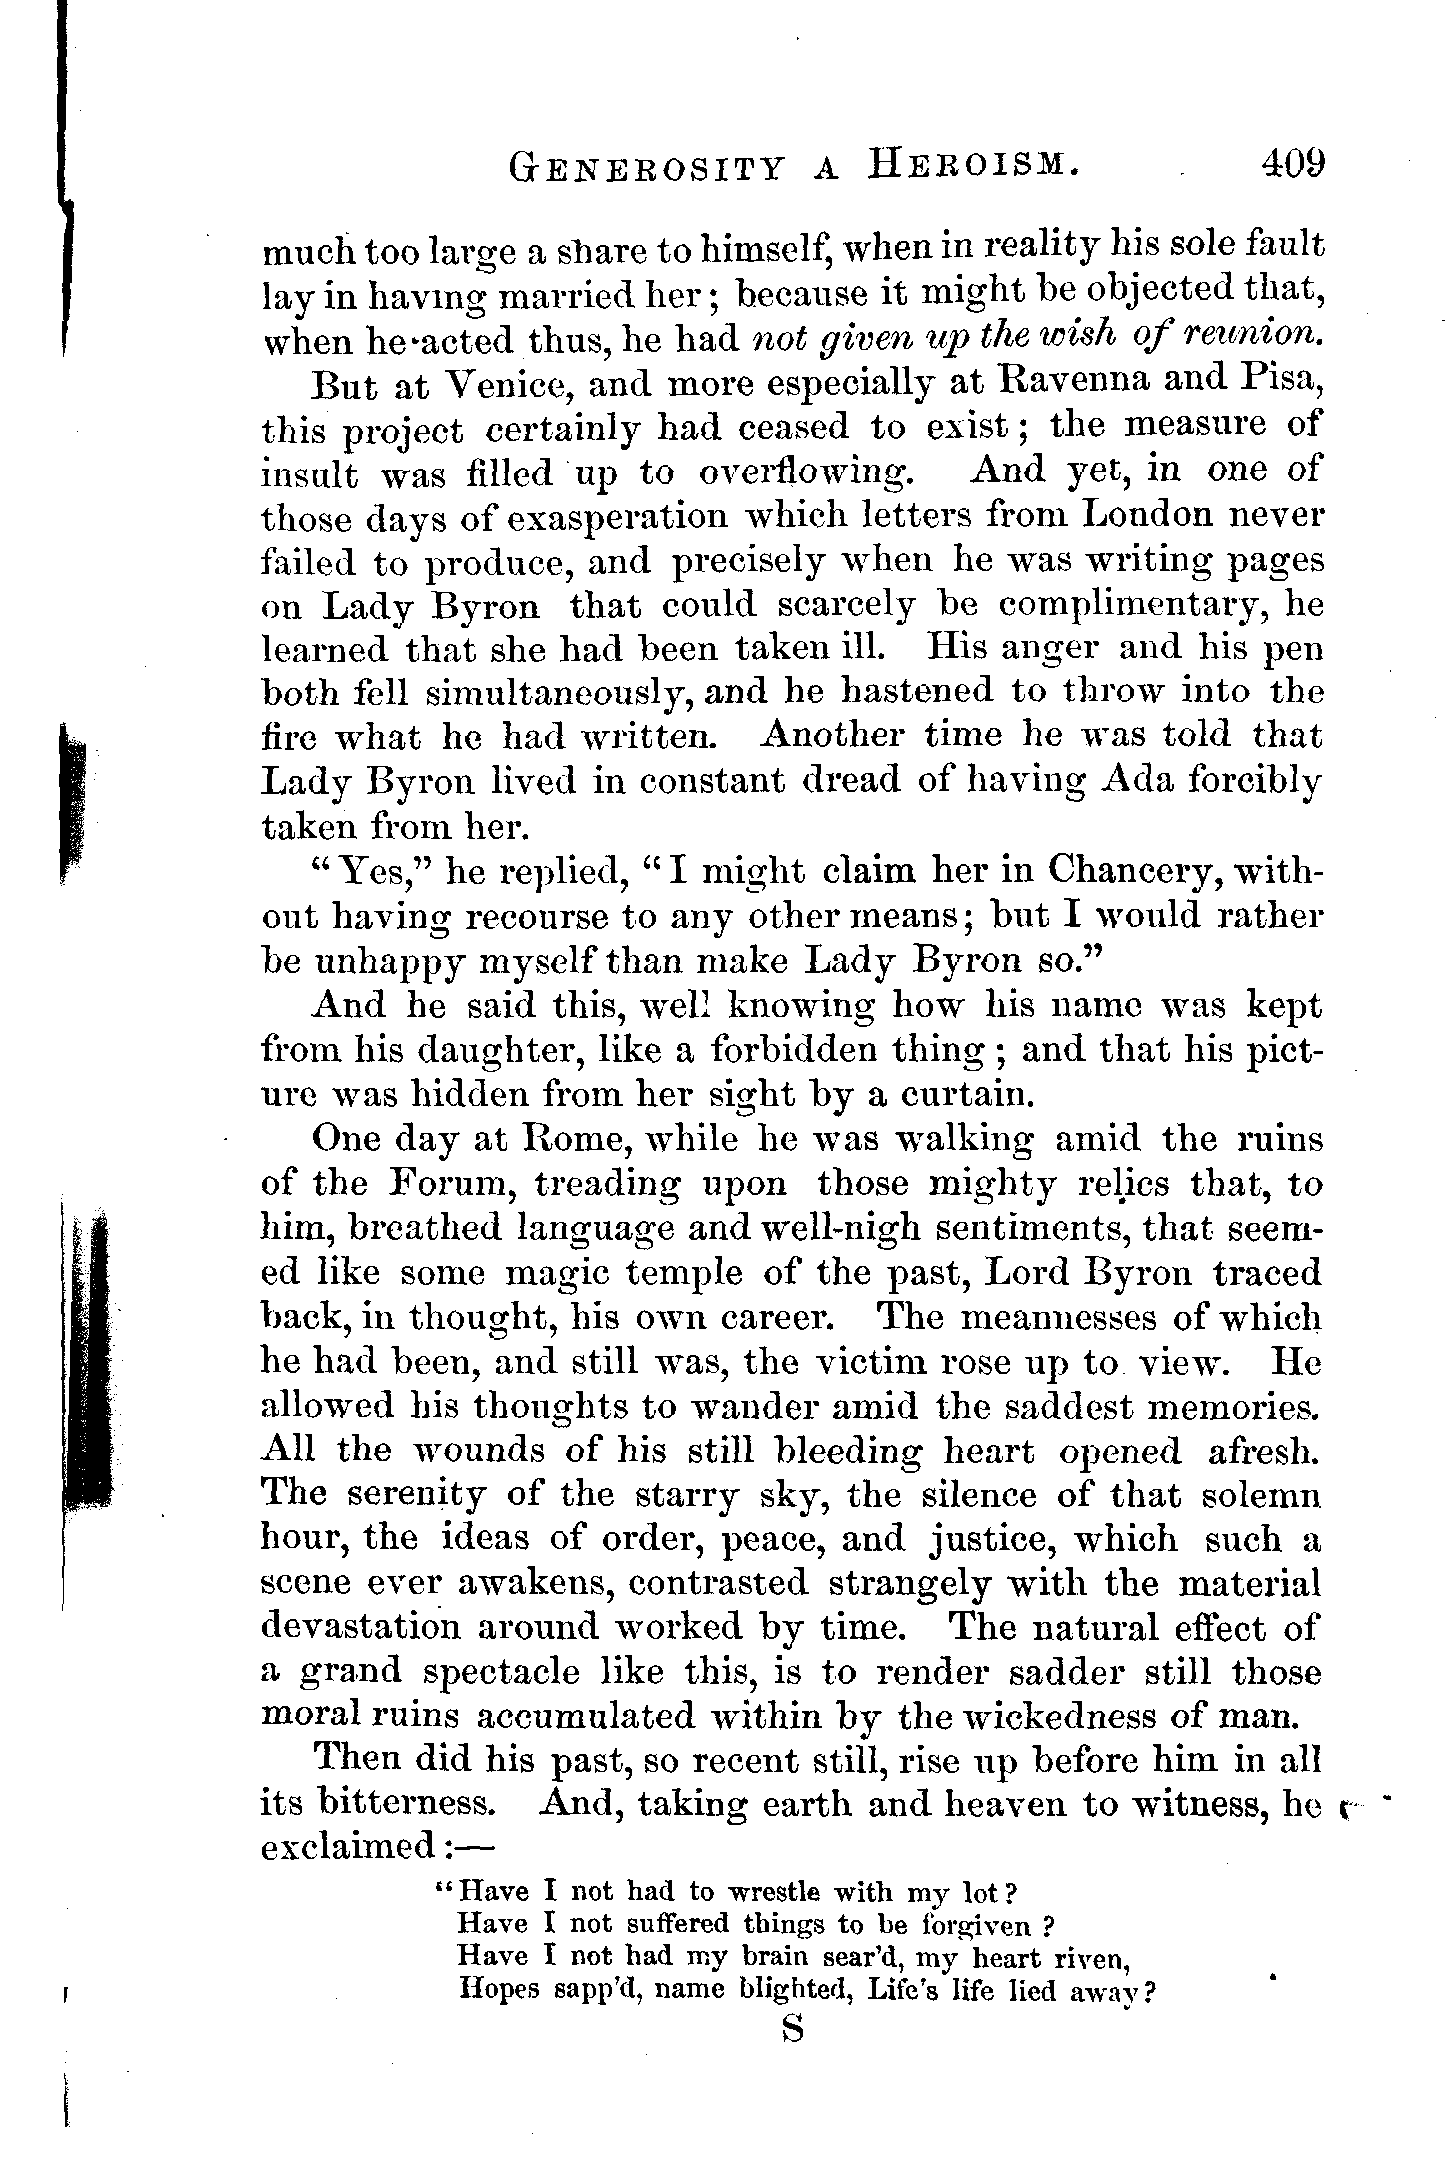 GENEROSITY A HEROISM. 409
much too large a share to himself, when in reality his sole fault
lay in having married her; because it might be objected that,
when he acted thus, he had not given up the wish of reunion.
But at Venice, and more especially at Ravenna and Pisa,
this project certainly had ceased to exist; the measure of
insult was filled up to overflowing. And yet, in one of
those days of exasperation which letters from London never
failed to produce, and precisely when he was writing pages
on Lady Byron that could scarcely be complimentary, he
learned that she had been taken ill. His anger and his pen
both fell simultaneously, and he hastened to throw into the
fire what he had written. Another time he was told that
Lady Byron lived in constant dread of having Ada forcibly
taken from her.
"Yes," he replied, "I might claim her in Chancery, with-
out having recourse to any other means; but I would rather
be unhappy myself than make Lady Byron so."
And he said this, well knowing how his name was kept
from his daughter, like a forbidden thing; and that his pict-
ure was hidden from her sight by a curtain.
One day at Rome, while he was walking amid the ruins
of the Forum, treading upon those mighty relics that, to
him, breathed language and well-nigh sentiments, that seem-
ed like some magic temple of the past, Lord Byron traced
back, in thought, his own career. The meannesses of which
he had been, and still was, the victim rose up to view. He
allowed his thoughts to wander amid the saddest memories.
All the wounds of his still bleeding heart opened afresh.
The serenity of the starry sky, the silence of that solemn
hour, the ideas of order, peace, and justice, which such a
scene ever awakens, contrasted strangely with the material
devastation around worked by time. The natural effect of
a grand spectacle like this, is to render sadder still those
moral ruins accumulated within by the wickedness of man.
Then did his past, so recent still, rise up before him in all
its bitterness. And, taking earth and heaven to witness, he
exclaimed:—
"Have I not had to wrestle with my lot?
Have I not suffered things to be forgiven?
Have I not had my brain sear'd, my heart riven,
Hopes sapp'd, name blighted, Life's life lied away?
S